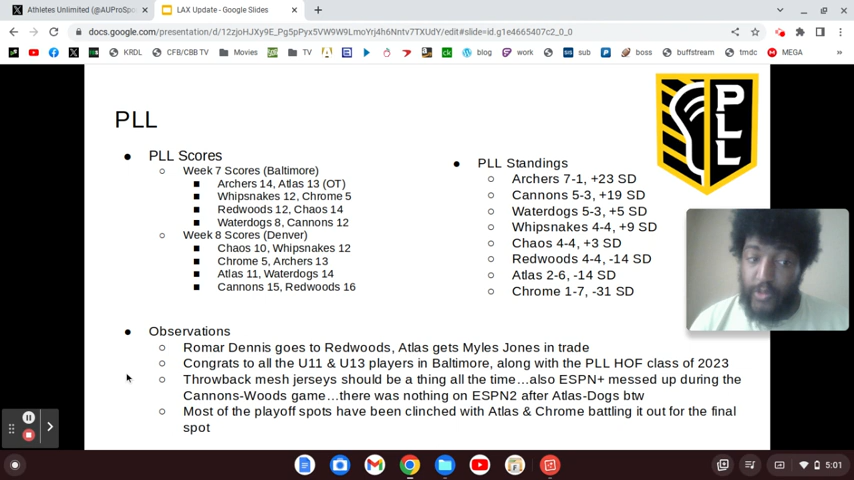 Athletes Unlimited (@AUProSpo
LAX Update - Google Slides
docs.google.com/presentation/d/12zjoHJXy9E_Pg5pPyx5VW9W9LmoYrj4h6Nntv7TXUdY/edit#slide=id.g1e4665407c2_0_0
KRDL
CFB/CBB TV
Movies
TV
blog
work
sub
boss
buffstream
tmdc
MEGA
PLL
PLL
● PLL Scores
○ Week 7 Scores (Baltimore)
■ Archers 14, Atlas 13 (OT)
■ Whipsnakes 12, Chrome 5
■ Redwoods 12, Chaos 14
■ Waterdogs 8, Cannons 12
○ Week 8 Scores (Denver)
■ Chaos 10, Whipsnakes 12
■ Chrome 5, Archers 13
■ Atlas 11, Waterdogs 14
■ Cannons 15, Redwoods 16
● PLL Standings
○ Archers 7-1, +23 SD
○ Cannons 5-3, +19 SD
○ Waterdogs 5-3, +5 SD
○ Whipsnakes 4-4, +9 SD
○ Chaos 4-4, +3 SD
○ Redwoods 4-4, -14 SD
○ Atlas 2-6, -14 SD
○ Chrome 1-7, -31 SD
● Observations
○ Romar Dennis goes to Redwoods, Atlas gets Myles Jones in trade
○ Congrats to all the U11 & U13 players in Baltimore, along with the PLL HOF class of 2023
○ Throwback mesh jerseys should be a thing all the time…also ESPN+ messed up during the
Cannons-Woods game…there was nothing on ESPN2 after Atlas-Dogs btw
○ Most of the playoff spots have been clinched with Atlas & Chrome battling it out for the final
spot
5:01